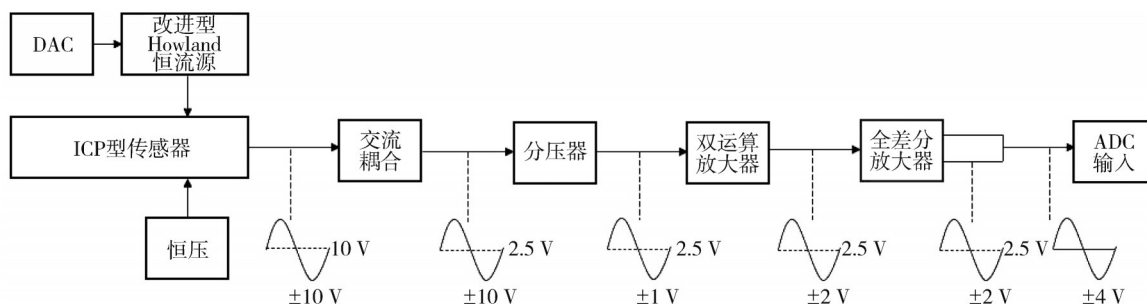 DAC
改进型
Howland
恒流源
ICP型传感器
恒压
交流
耦合
分压器
双运算
放大器
全差分
放大器
ADC
输入
10 V
±10 V
2.5 V
±10 V
2.5 V
±1 V
2.5 V
±2 V
2.5 V
±2 V
±4 V